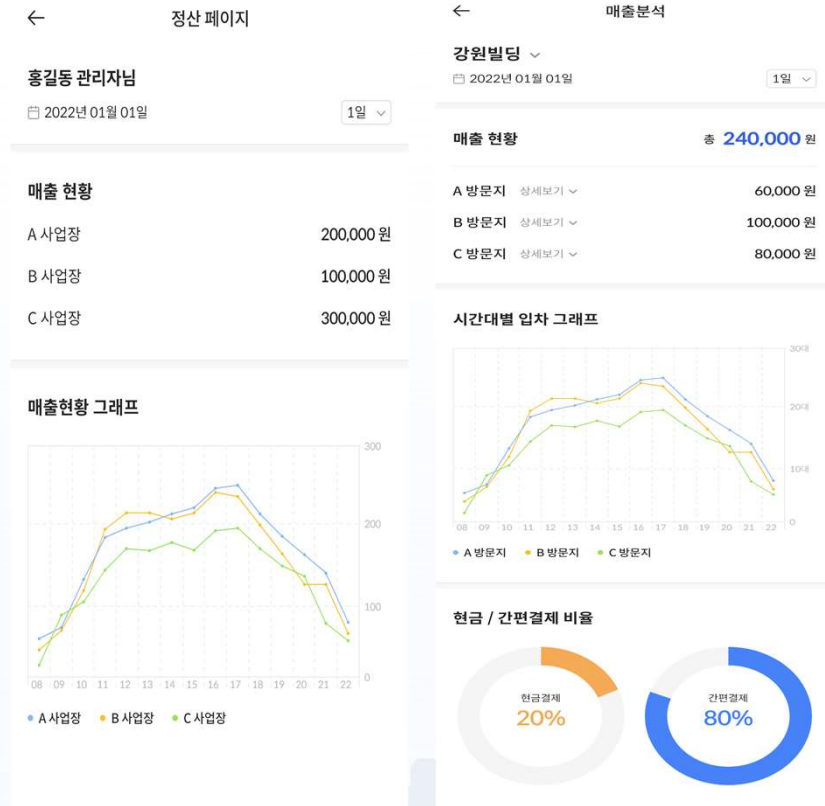 정산 페이지
홍길동 관리자님
2022년 01월 01일 1일
매출 현황
A 사업장 200,000 원
B 사업장 100,000 원
C 사업장 300,000 원
매출현황 그래프
300
200
100
0
08 09 10 11 12 13 14 15 16 17 18 19 20 21 22
A 사업장 B 사업장 C 사업장
매출분석
강원빌딩
2022년 01월 01일 1일
매출 현황 총 240,000 원
A 방문지 상세보기 60,000 원
B 방문지 상세보기 100,000 원
C 방문지 상세보기 80,000 원
시간대별 입차 그래프
30대
20대
10대
0
08 09 10 11 12 13 14 15 16 17 18 19 20 21 22
A 방문지 B 방문지 C 방문지
현금 / 간편결제 비율
현금결제 간편결제
20% 80%